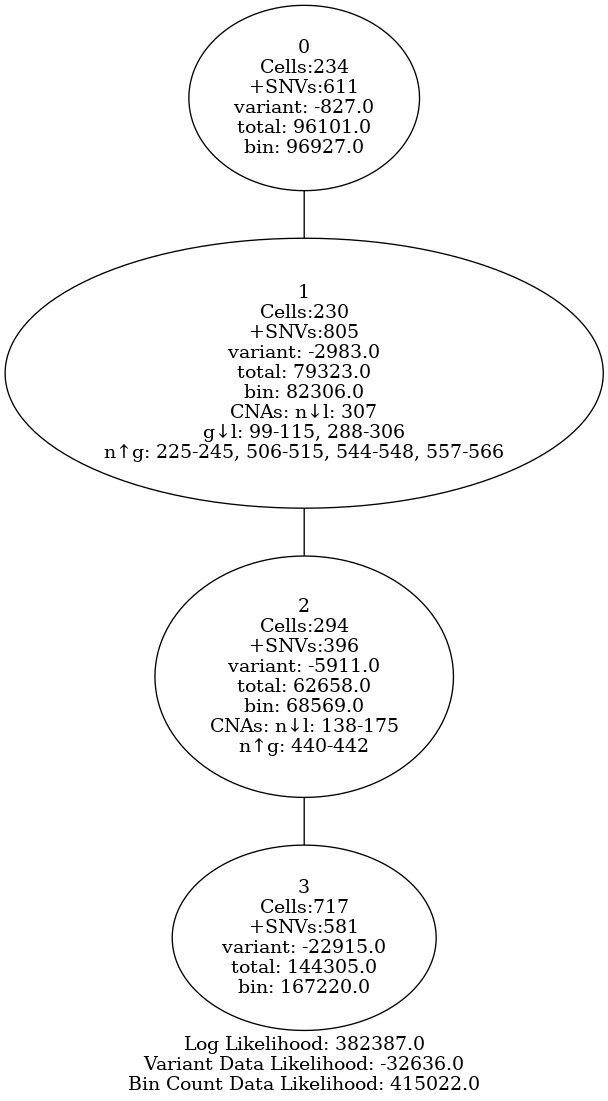 0
Cells:234
+SNVs:611
variant: -827.0
total: 96101.0
bin: 96927.0
1
Cells:230
+SNVs:805
variant: -2983.0
total: 79323.0
bin: 82306.0
CNAs: n↓l: 307
g↓l: 99-115, 288-306
n↑g: 225-245, 506-515, 544-548, 557-566
2
Cells:294
+SNVs:396
variant: -5911.0
total: 62658.0
bin: 68569.0
CNAs: n↓l: 138-175
n↑g: 440-442
3
Cells:717
+SNVs:581
variant: -22915.0
total: 144305.0
bin: 167220.0
Log Likelihood: 382387.0
Variant Data Likelihood: -32636.0
Bin Count Data Likelihood: 415022.0